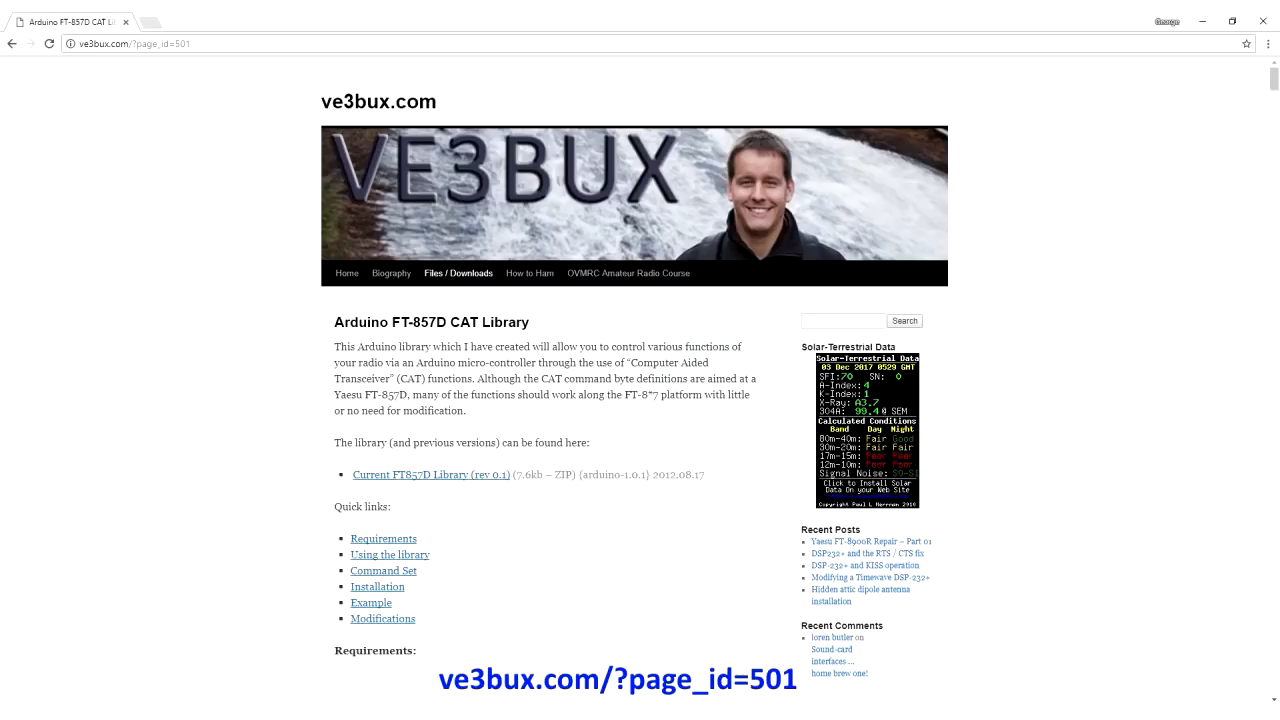 Arduino FT-857D CAT Li
George
ve3bux.com/?page_id=501
ve3bux.com
VE3BUX
Home Biography Files / Downloads How to Ham OVMRC Amateur Radio Course
Arduino FT-857D CAT Library
This Arduino library which I have created will allow you to control various functions of
your radio via an Arduino micro-controller through the use of “Computer Aided
Transceiver” (CAT) functions. Although the CAT command byte definitions are aimed at a
Yaesu FT-857D, many of the functions should work along the FT-8*7 platform with little
or no need for modification.
The library (and previous versions) can be found here:
Current FT857D Library (rev 0.1) (7.6kb – ZIP) {arduino-1.0.1} 2012.08.17
Quick links:
Requirements
Using the library
Command Set
Installation
Example
Modifications
Requirements:
Search
Solar-Terrestrial Data
Solar-Terrestrial Data
03 Dec 2017 0529 GMT
SFI:70 SN: 0
A-Index: 4
K-Index: 1
X-Ray: A3.7
304A: 99.4 @ SEM
Calculated Conditions
Band Day Night
80m-40m: Fair Good
30m-20m: Fair Fair
17m-15m: Poor Poor
12m-10m: Poor Poor
Signal Noise: S0-S1
Click to Install Solar
Data On your Web Site
Copyright Paul L Herrman 2010
Recent Posts
Yaesu FT-8900R Repair – Part 01
DSP232+ and the RTS / CTS fix
DSP-232+ and KISS operation
Modifying a Timewave DSP-232+
Hidden attic dipole antenna
installation
Recent Comments
loren butler on
Sound-card
interfaces ...
home brew one!
ve3bux.com/?page_id=501